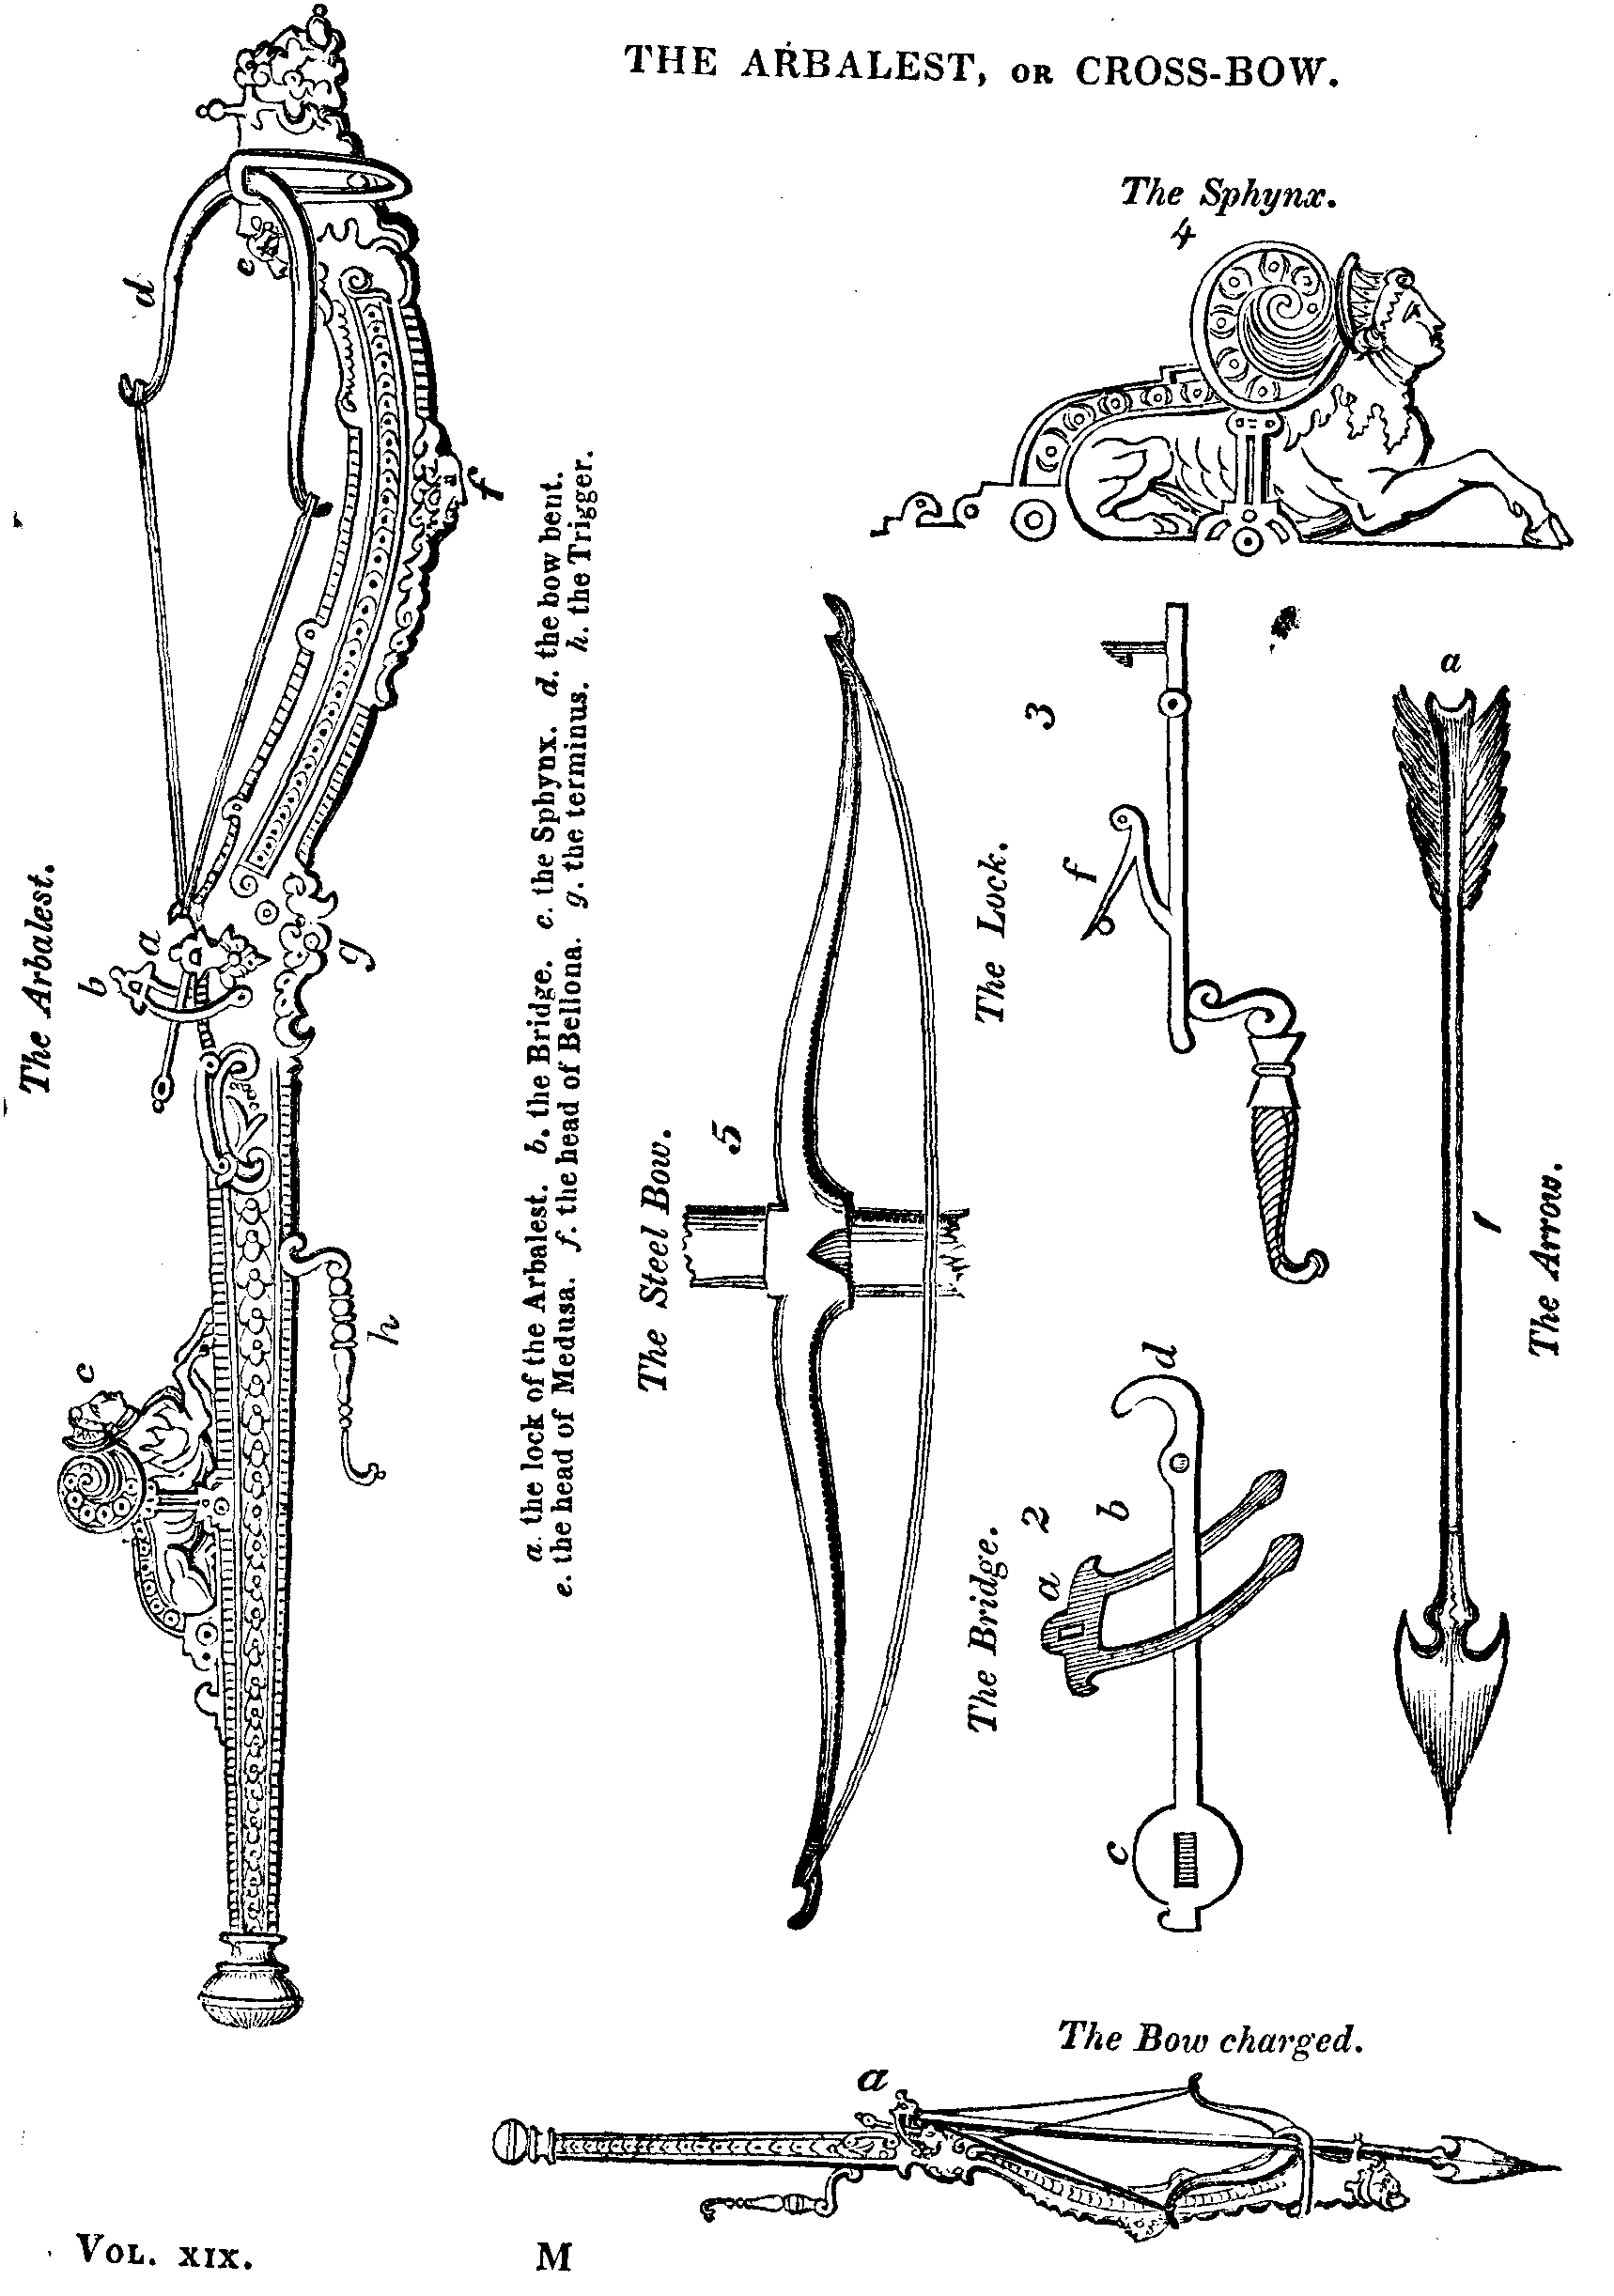 THE ARBALEST, OR CROSS-BOW.
The Arbalest.
d
e
f
b
a
g
c
h
a. the lock of the Arbalest. b. the Bridge. c. the Sphynx. d. the bow bent.
e. the head of Medusa. f. the head of Bellona. g. the terminus. h. the Trigger.
The Sphynx.
4
The Steel Bow.
5
The Lock.
3
f
The Bridge.
2
a
b
c
d
The Arrow.
1
a
The Bow charged.
a
VOL. XIX.
M